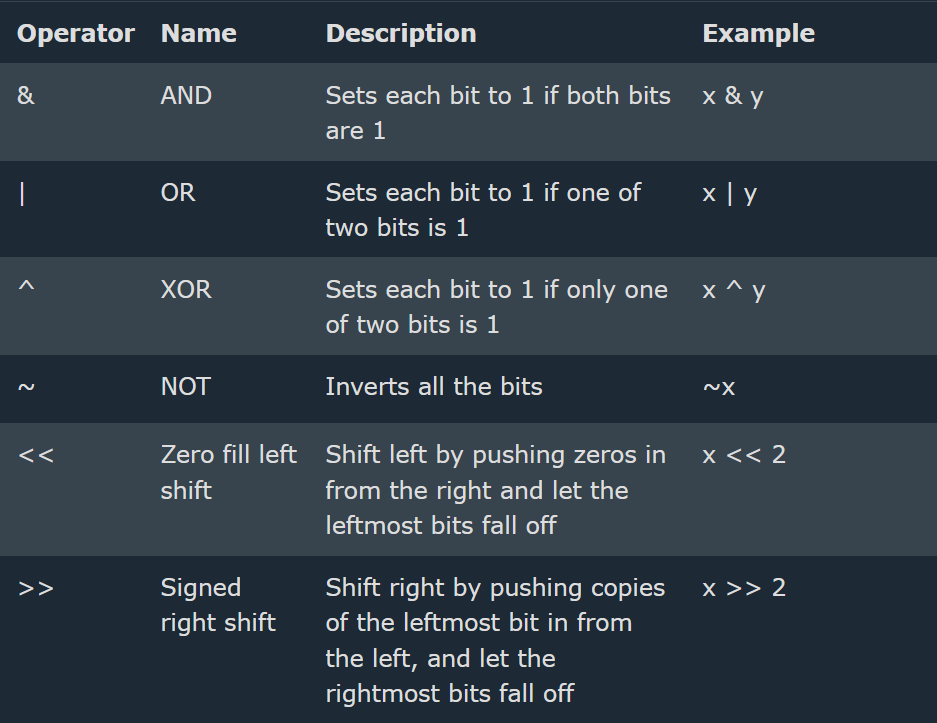 Operator Name Description Example
& AND Sets each bit to 1 if both bits x & y
are 1
| OR Sets each bit to 1 if one of x | y
two bits is 1
^ XOR Sets each bit to 1 if only one x ^ y
of two bits is 1
~ NOT Inverts all the bits ~x
<< Zero fill left Shift left by pushing zeros in x << 2
shift from the right and let the
leftmost bits fall off
>> Signed Shift right by pushing copies x >> 2
right shift of the leftmost bit in from
the left, and let the
rightmost bits fall off